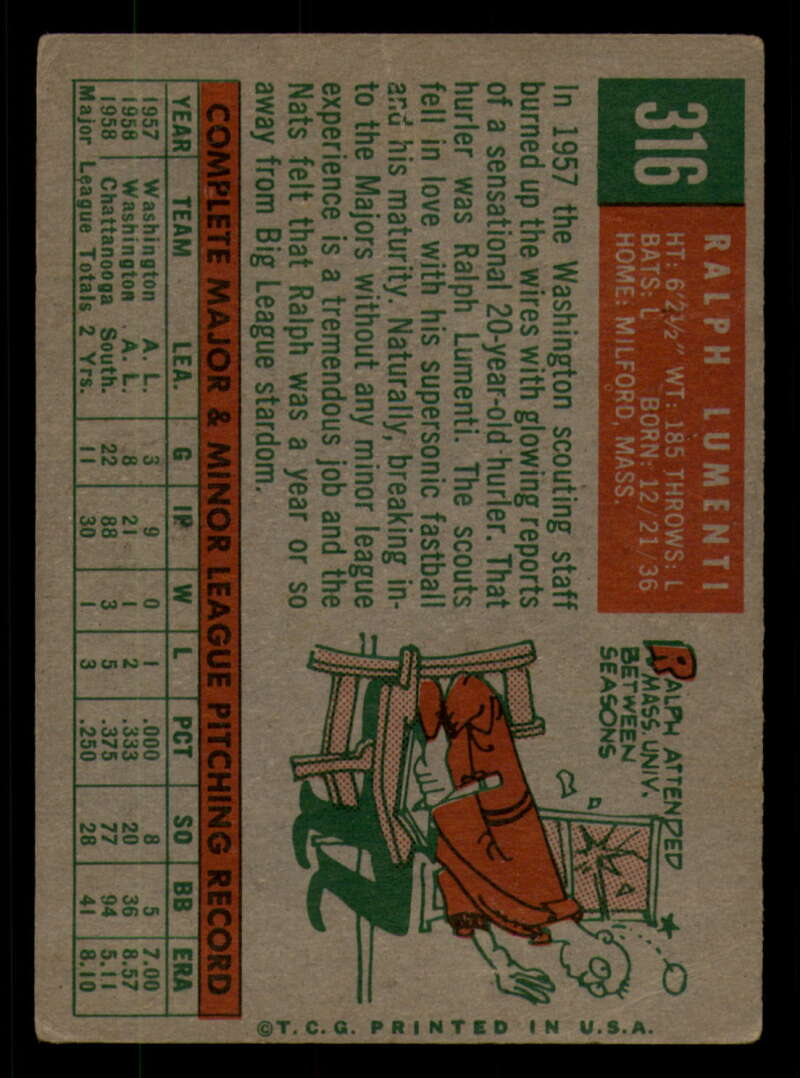 316
RALPH LUMENTI
HT: 6'2½" WT: 185 THROWS: L
BATS: L BORN: 12/21/36
HOME: MILFORD, MASS.
In 1957 the Washington scouting staff
burned up the wires with glowing reports
of a sensational 20-year-old hurler. That
hurler was Ralph Lumenti. The scouts
fell in love with his supersonic fastball
and his maturity. Naturally, breaking in-
to the Majors without any minor league
experience is a tremendous job and the
Nats felt that Ralph was a year or so
away from Big League stardom.
RALPH ATTENDED
MASS. UNIV.
BETWEEN
SEASONS
COMPLETE MAJOR & MINOR LEAGUE PITCHING RECORD
YEAR TEAM LEA. G IP W L PCT SO BB ERA
1957 Washington A. L. 3 9 0 1 .000 8 5 7.00
1958 Washington A. L. 8 21 1 2 .333 20 36 8.57
1958 Chattanooga South. 22 88 3 5 .375 77 94 5.11
Major League Totals 2 Yrs. 11 30 1 3 .250 28 41 8.10
©T.C.G. PRINTED IN U.S.A.